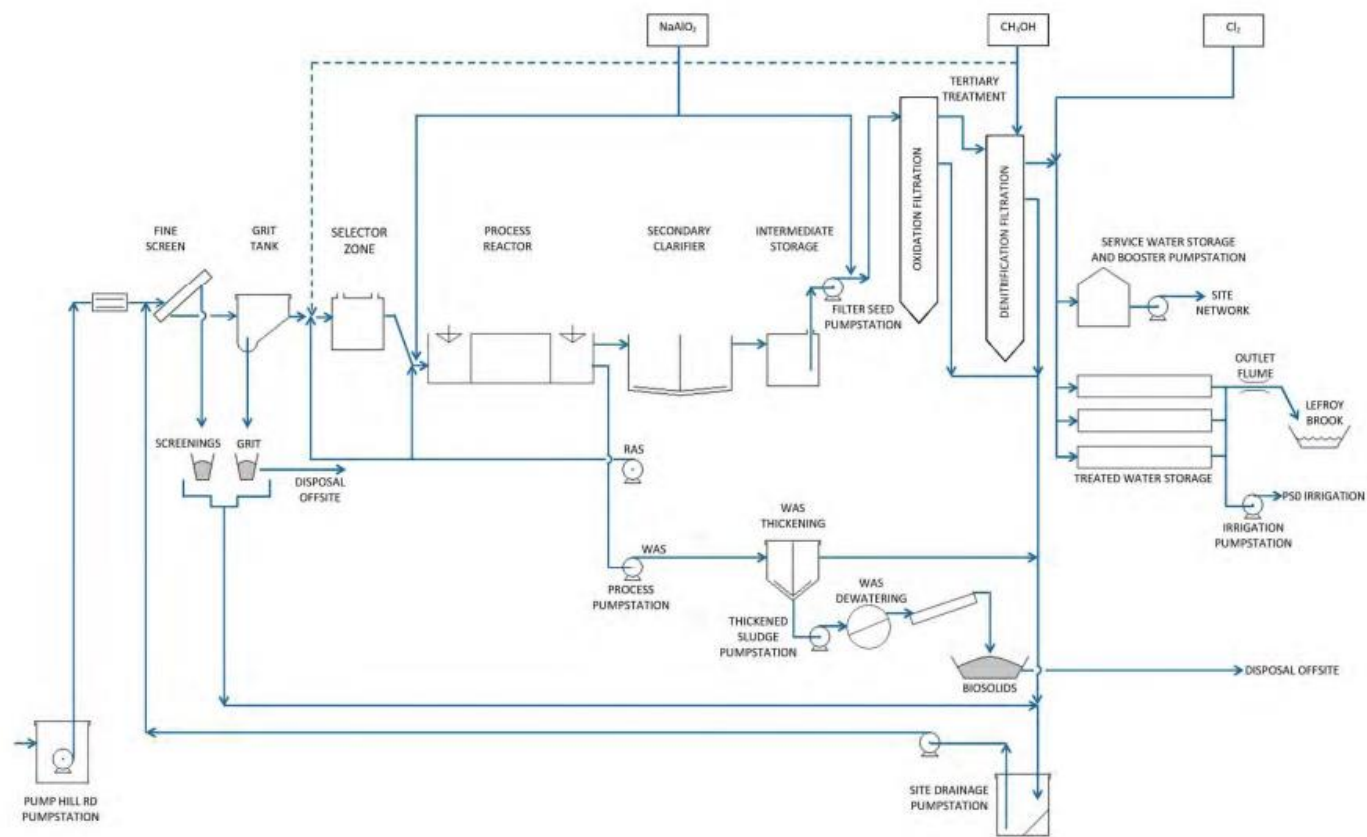 NaAlO₂
CH₃OH
Cl₂
TERTIARY
TREATMENT
OXIDATION FILTRATION
DENITRIFICATION FILTRATION
FINE
SCREEN
GRIT
TANK
SELECTOR
ZONE
PROCESS
REACTOR
SECONDARY
CLARIFIER
INTERMEDIATE
STORAGE
FILTER SEED
PUMPSTATION
SERVICE WATER STORAGE
AND BOOSTER PUMPSTATION
SITE
NETWORK
OUTLET
FLUME
LEFROY
BROOK
TREATED WATER STORAGE
PSD IRRIGATION
IRRIGATION
PUMPSTATION
SCREENINGS
GRIT
DISPOSAL
OFFSITE
RAS
WAS
PROCESS
PUMPSTATION
WAS
THICKENING
WAS
DEWATERING
THICKENED
SLUDGE
PUMPSTATION
BIOSOLIDS
DISPOSAL OFFSITE
PUMP HILL RD
PUMPSTATION
SITE DRAINAGE
PUMPSTATION